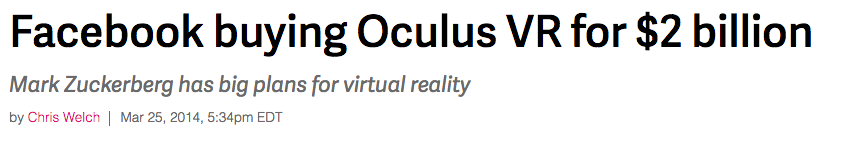 Facebook buying Oculus VR for $2 billion
Mark Zuckerberg has big plans for virtual reality
by Chris Welch | Mar 25, 2014, 5:34pm EDT